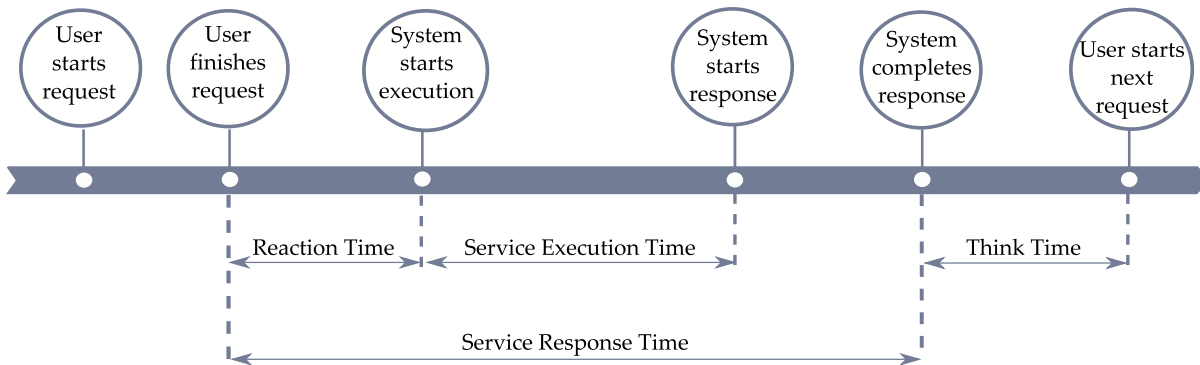 User
starts
request
User
finishes
request
System
starts
execution
System
starts
response
System
completes
response
User starts
next
request
Reaction Time
Service Execution Time
Think Time
Service Response Time